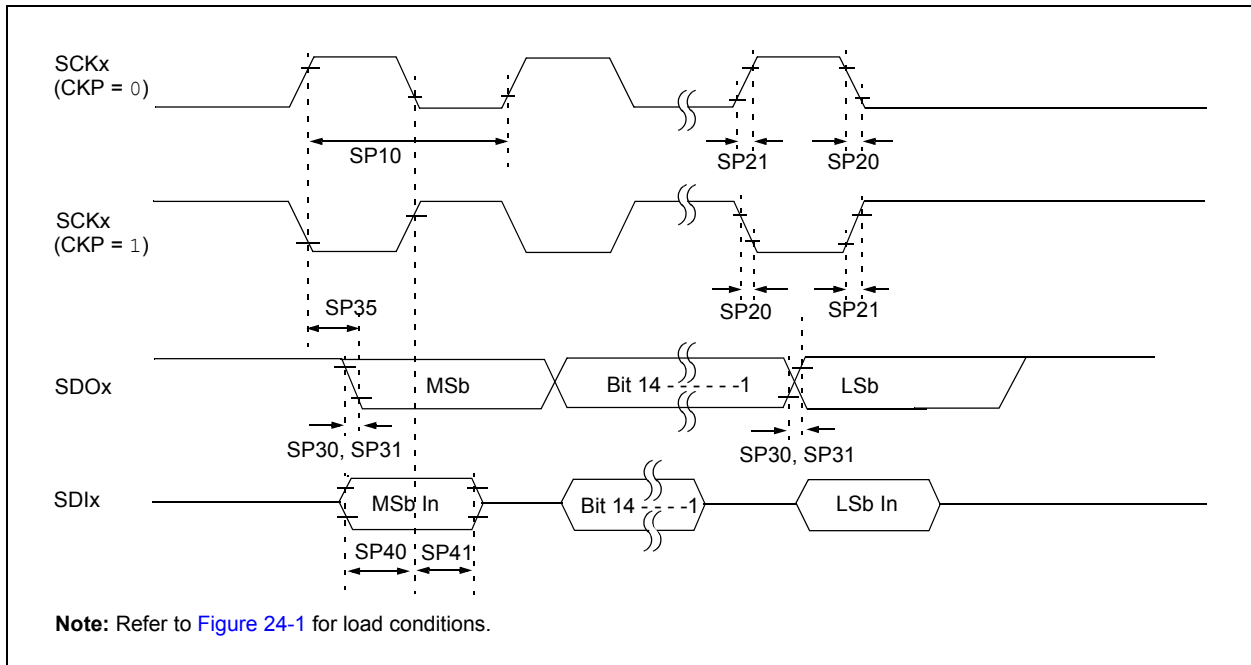 SCKx
(CKP = 0)
SP10
SP21
SP20
SCKx
(CKP = 1)
SP35
SP20
SP21
SDOx
MSb
Bit 14 - - - - - -1
LSb
SP30, SP31
SP30, SP31
SDIx
MSb In
Bit 14 - - - -1
LSb In
SP40
SP41
Note: Refer to Figure 24-1 for load conditions.